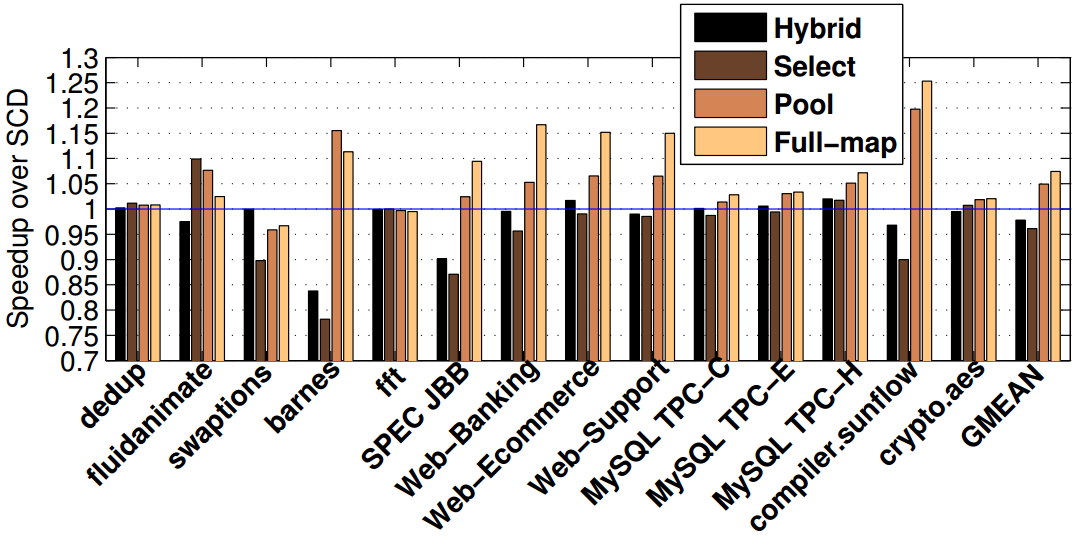 Hybrid
Select
Pool
Full-map
Speedup over SCD
1.3
1.25
1.2
1.15
1.1
1.05
1
0.95
0.9
0.85
0.8
0.75
0.7
dedup
fluidanimate
swaptions
barnes
fft
SPEC JBB
Web-Banking
Web-Ecommerce
Web-Support
MySQL TPC-C
MySQL TPC-E
MySQL TPC-H
compiler.sunflow
crypto.aes
GMEAN